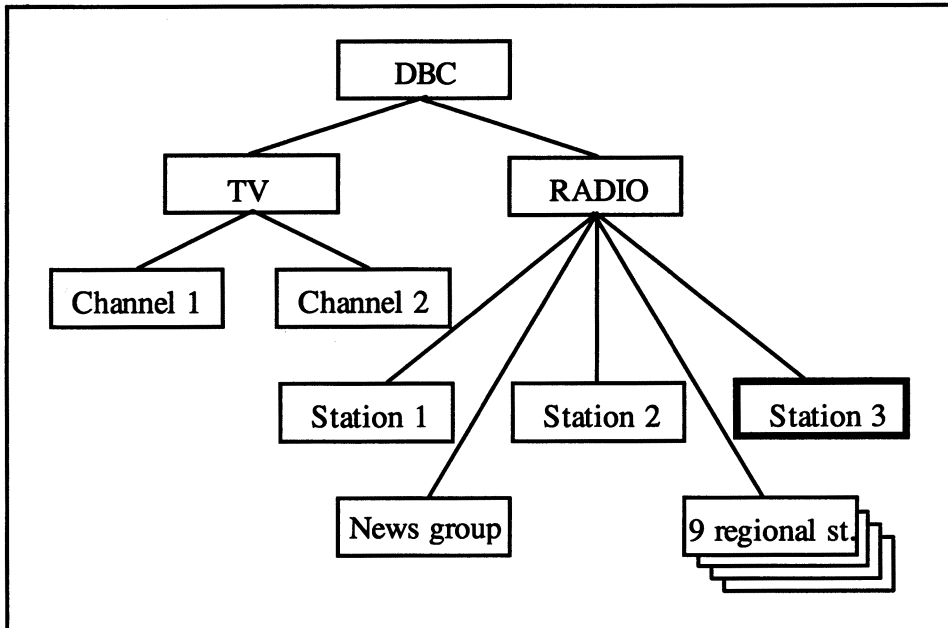 DBC
TV
RADIO
Channel 1
Channel 2
Station 1
Station 2
Station 3
News group
9 regional st.